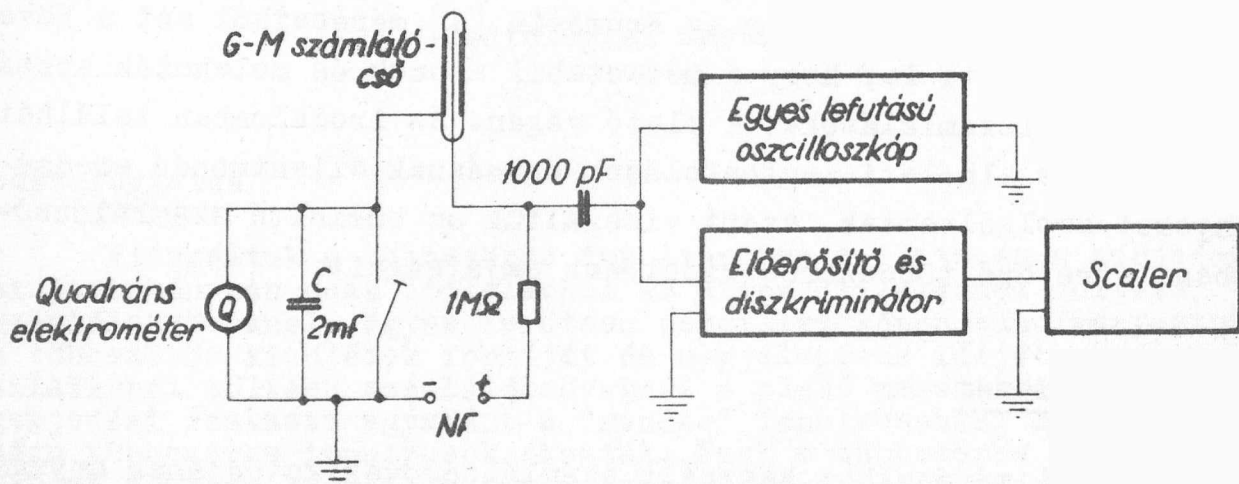 G-M számláló-
cső
1000 pF
Egyes lefutású
oszcilloszkóp
Quadráns
elektrométer
Q
C
2mf
1MΩ
Előerősítő és
diszkriminátor
Scaler
-
+
NF